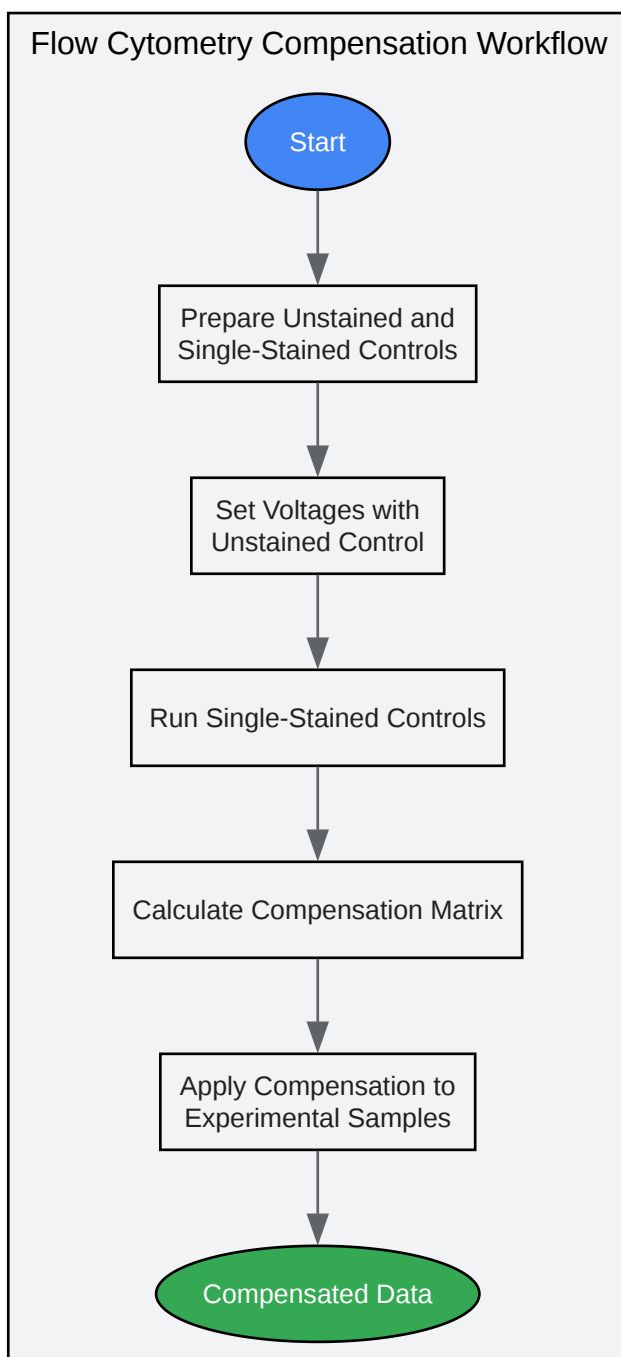 Flow Cytometry Compensation Workflow
Start
Prepare Unstained and
Single-Stained Controls
Set Voltages with
Unstained Control
Run Single-Stained Controls
Calculate Compensation Matrix
Apply Compensation to
Experimental Samples
Compensated Data